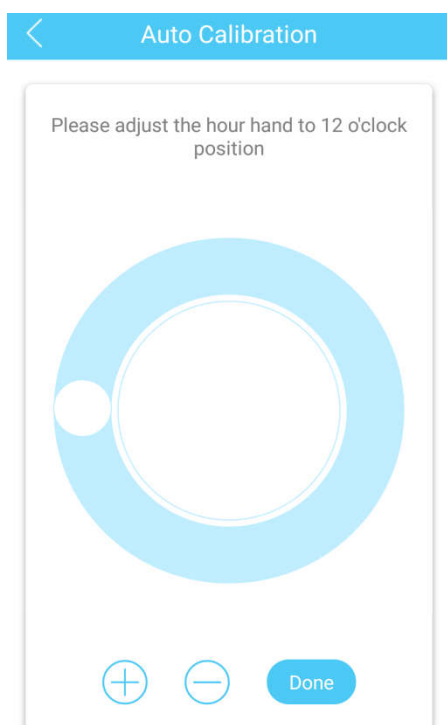 Auto Calibration
Please adjust the hour hand to 12 o'clock
position
Done